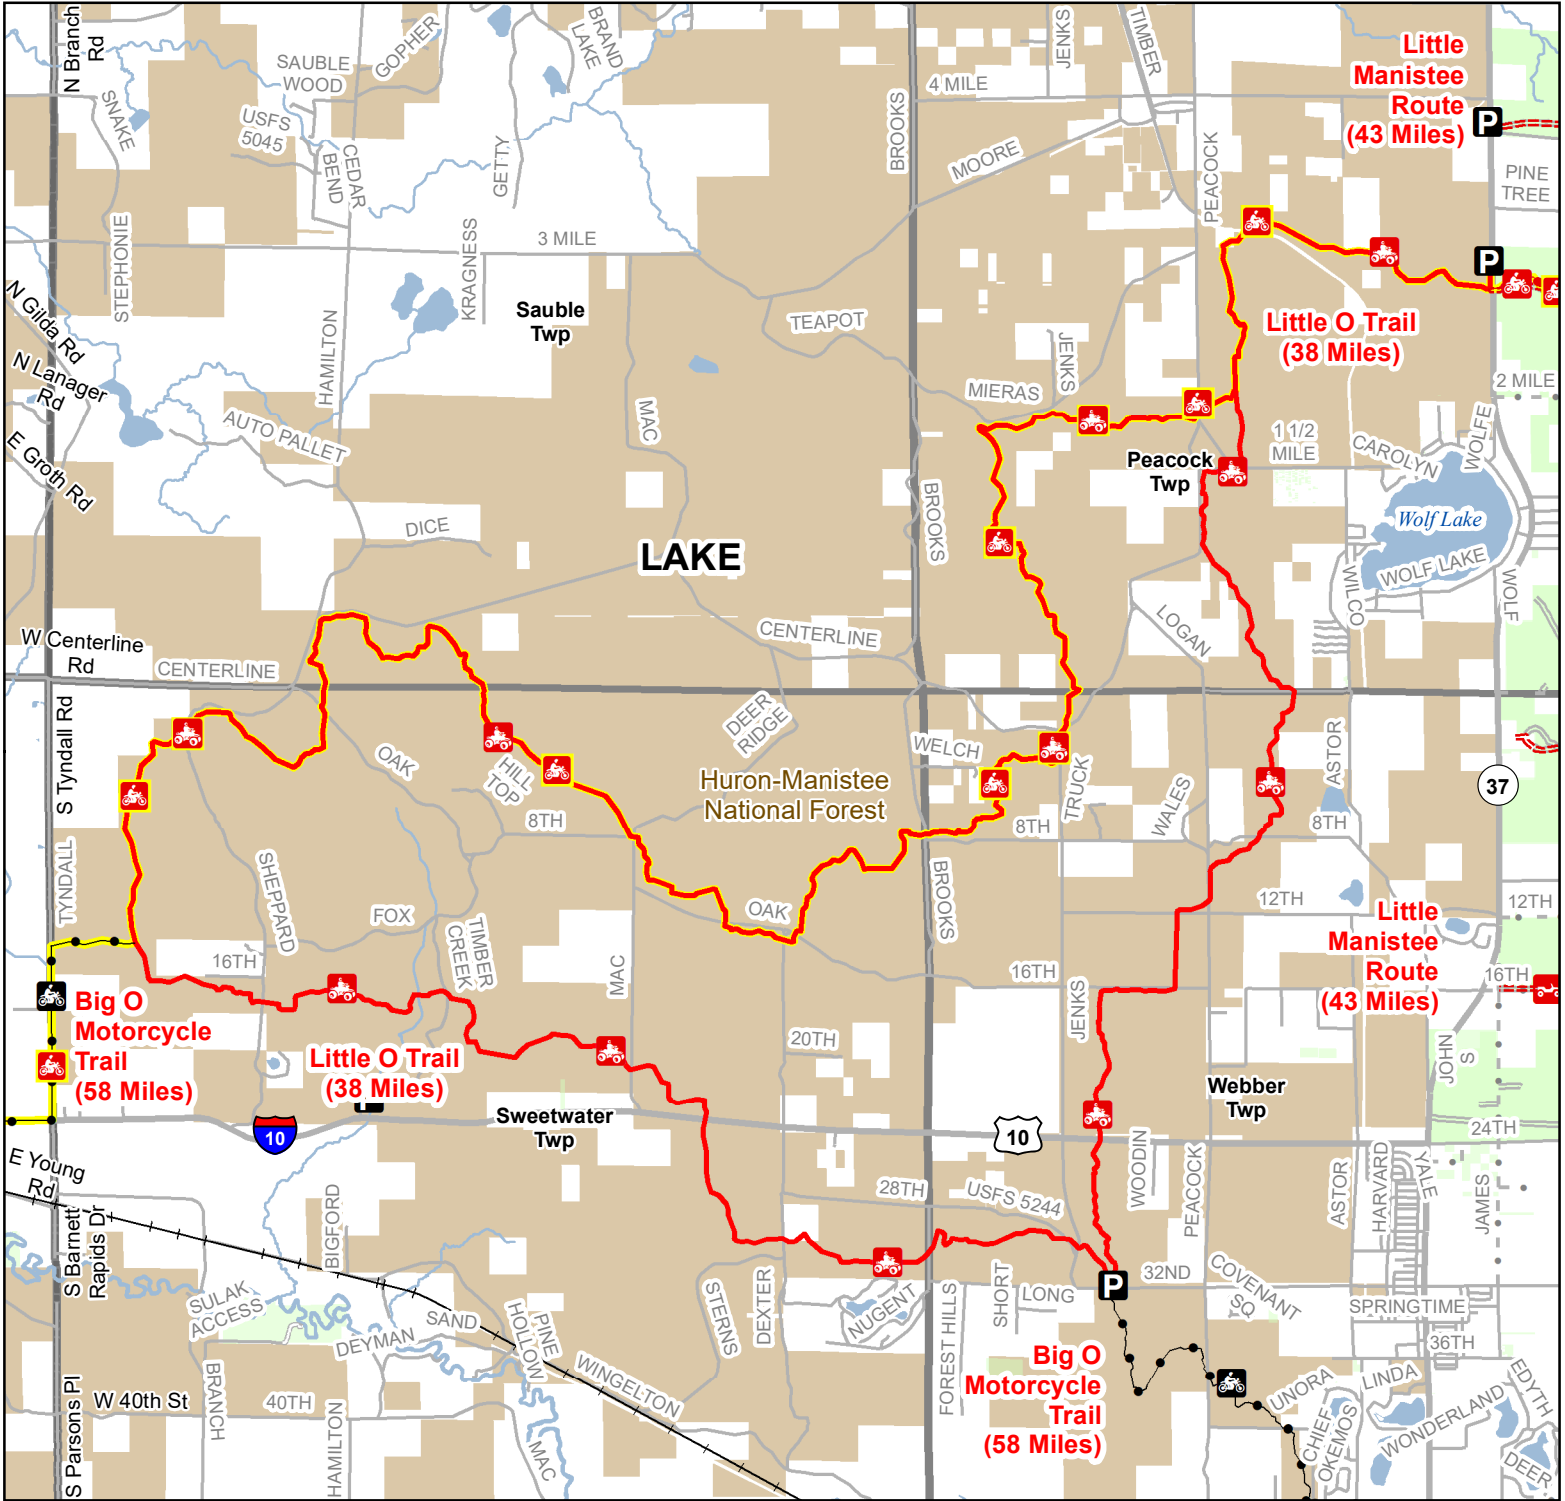 N Branch
Rd
SNAKE
SAUBLE
WOOD
GOPHER
USFS
5045
CEDAR
BEND
GETTY
BRAND
LAKE
BROOKS
JENKS
TIMBER
4 MILE
MOORE
PEACOCK
Little
Manistee
Route
(43 Miles)
P
PINE
TREE
STEPHONIE
3 MILE
KRAGNESS
Sauble
Twp
TEAPOT
P
Little O Trail
(38 Miles)
N Gilda Rd
N Lanager
Rd
E Groth Rd
HAMILTON
AUTO PALLET
MAC
MIERAS
JENKS
2 MILE
Peacock
Twp
1 1/2
MILE
CAROLYN
WOLFE
Wolf Lake
WOLF LAKE
DICE
LAKE
BROOKS
WILCO
WOLF
LOGAN
W Centerline
Rd
CENTERLINE
CENTERLINE
S Tyndall Rd
OAK
HILL
TOP
DEER
RIDGE
WELCH
Huron-Manistee
National Forest
TRUCK
WALES
ASTOR
37
8TH
8TH
8TH
TYNDALL
SHEPPARD
FOX
TIMBER
CREEK
OAK
BROOKS
12TH
12TH
Little
Manistee
Route
(43 Miles)
16TH
MAC
16TH
JENKS
16TH
Big O
Motorcycle
Trail
(58 Miles)
Little O Trail
(38 Miles)
P
20TH
JOHN
S
Webber
Twp
10
Sweetwater
Twp
10
24TH
E Young
Rd
S Barnett
Rapids Dr
BIGFORD
28TH
USFS 5244
WOODIN
PEACOCK
ASTOR
HARVARD
YALE
JAMES
SULAK
ACCESS
DEYMAN
SAND
PINE
HOLLOW
STERNS
DEXTER
NUGENT
FOREST HILLS
SHORT
LONG
P
32ND
COVENANT
SQ
SPRINGTIME
36TH
Big O
Motorcycle
Trail
(58 Miles)
S Parsons Pl
W 40th St
BRANCH
40TH
HAMILTON
WINGELTON
MAC
UNORA
LINDA
CHIEF
OKEMOS
WONDERLAND
EDYTH
DEER